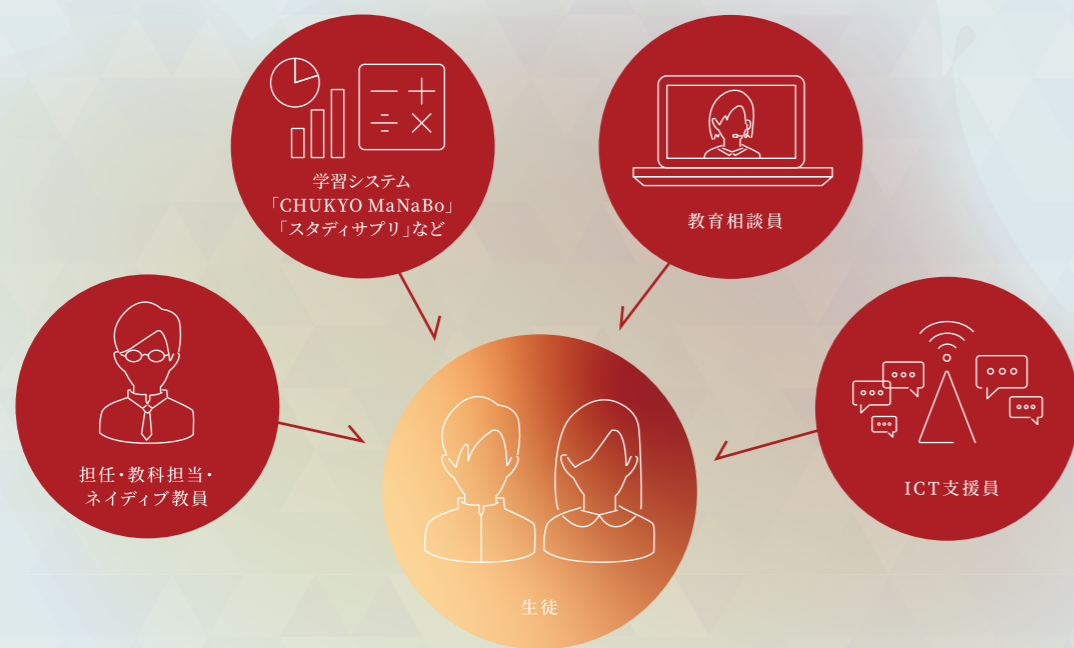 学習システム
「CHUKYO MaNaBo」
「スタディサプリ」など
教育相談員
担任・教科担当・
ネイディブ教員
ICT支援員
生徒